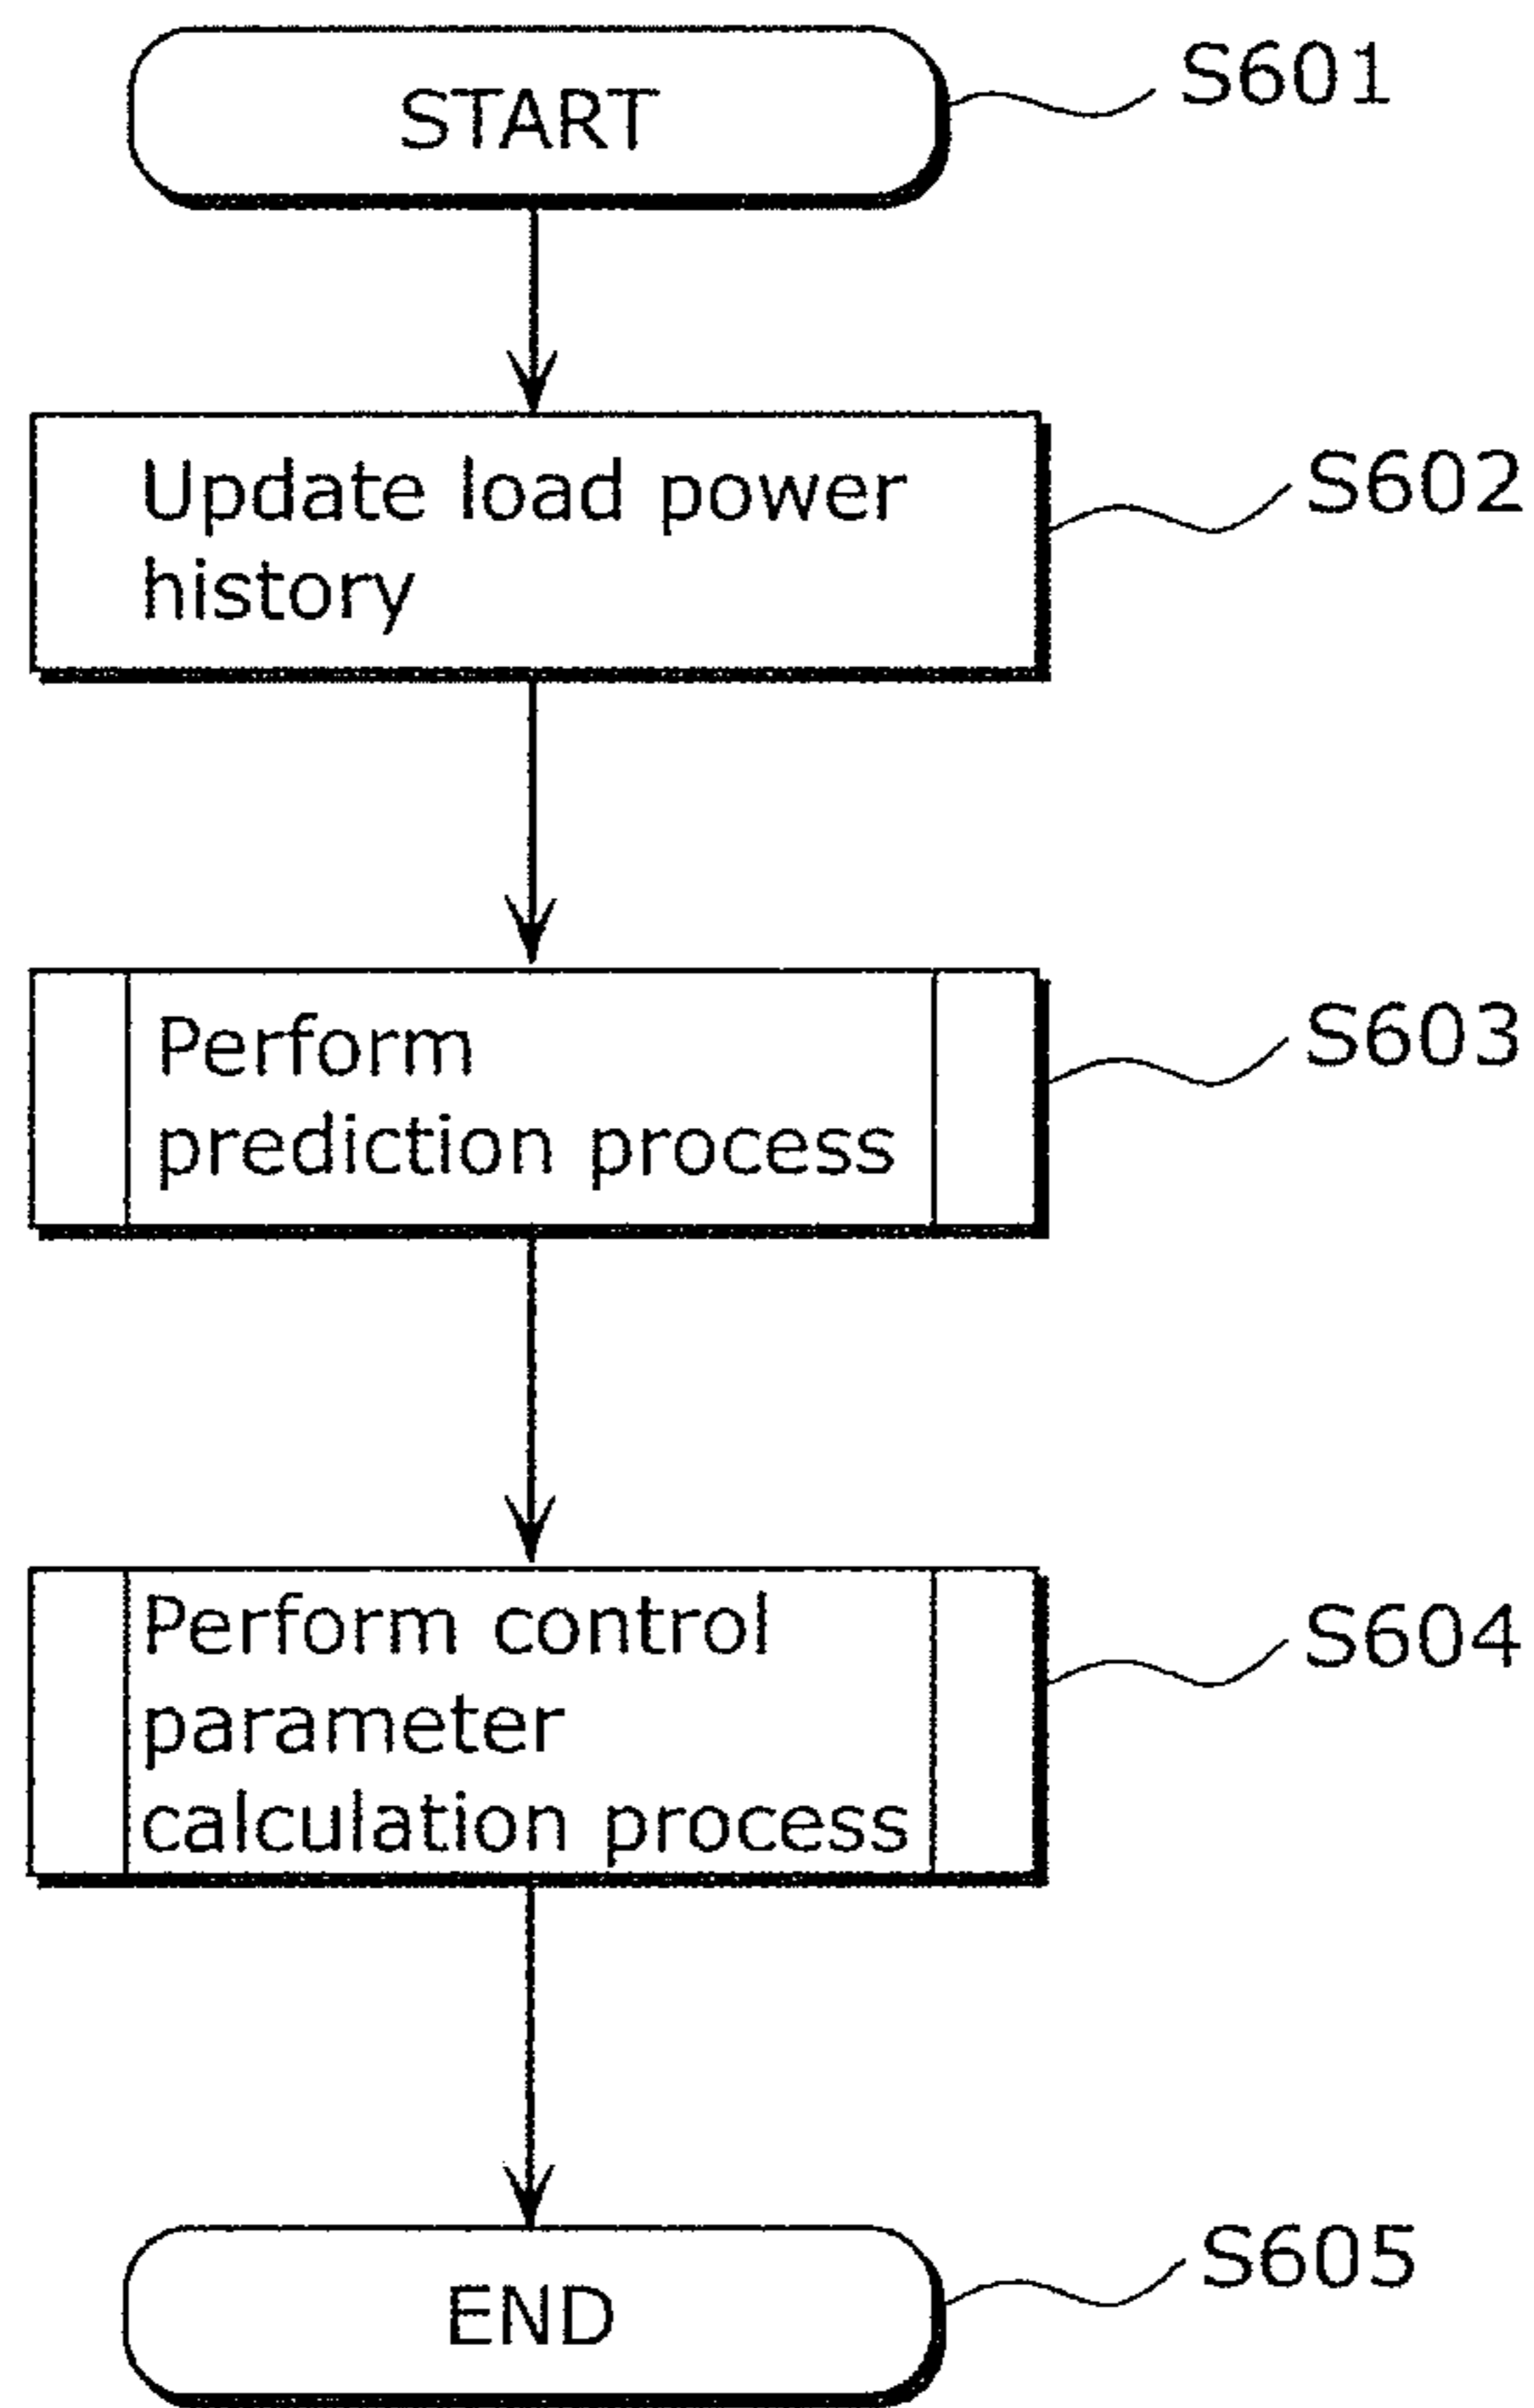 START
S601
Update load power
history
S602
Perform
prediction process
S603
Perform control
parameter
calculation process
S604
END
S605